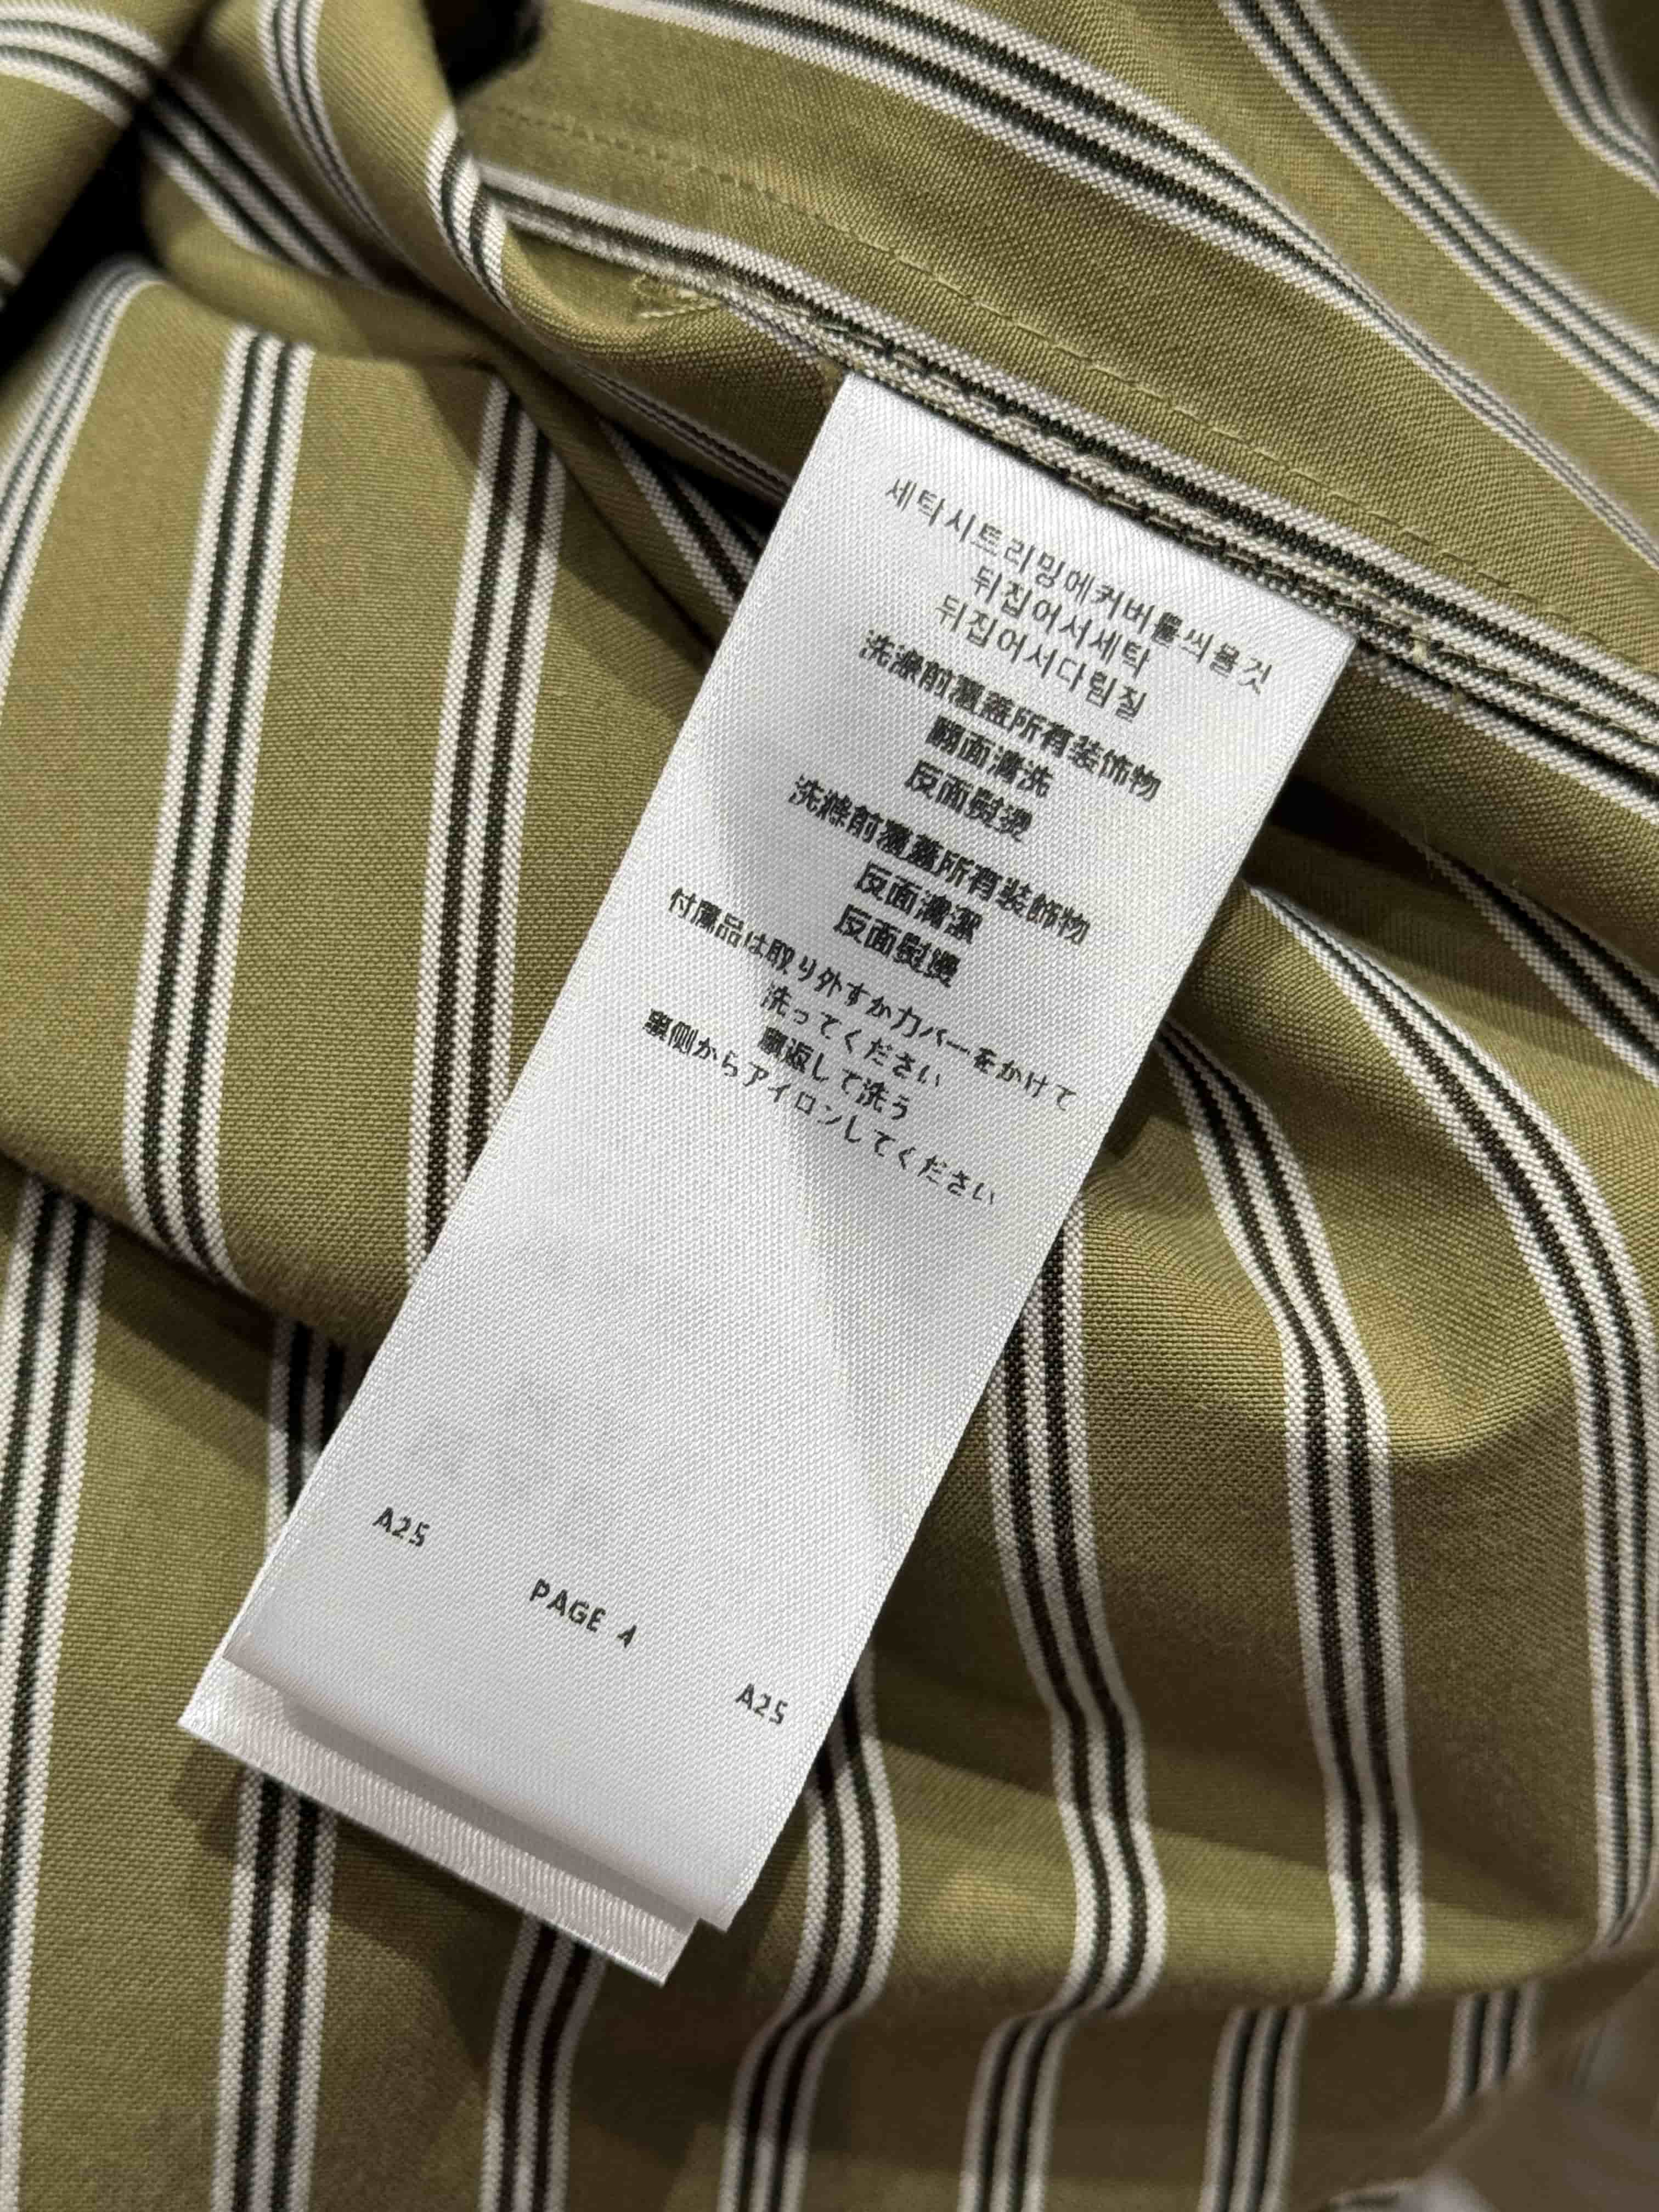 세탁시트리밍에커버를씌울것
뒤집어서세탁
뒤집어서다림질
洗涤前覆盖所有装饰物
翻面清洗
反面熨烫
洗滌前覆蓋所有裝飾物
反面清潔
反面熨燙
付属品は取り外すかカバーをかけて
洗ってください
裏返して洗う
裏側からアイロンしてください
A25
PAGE 4
A25